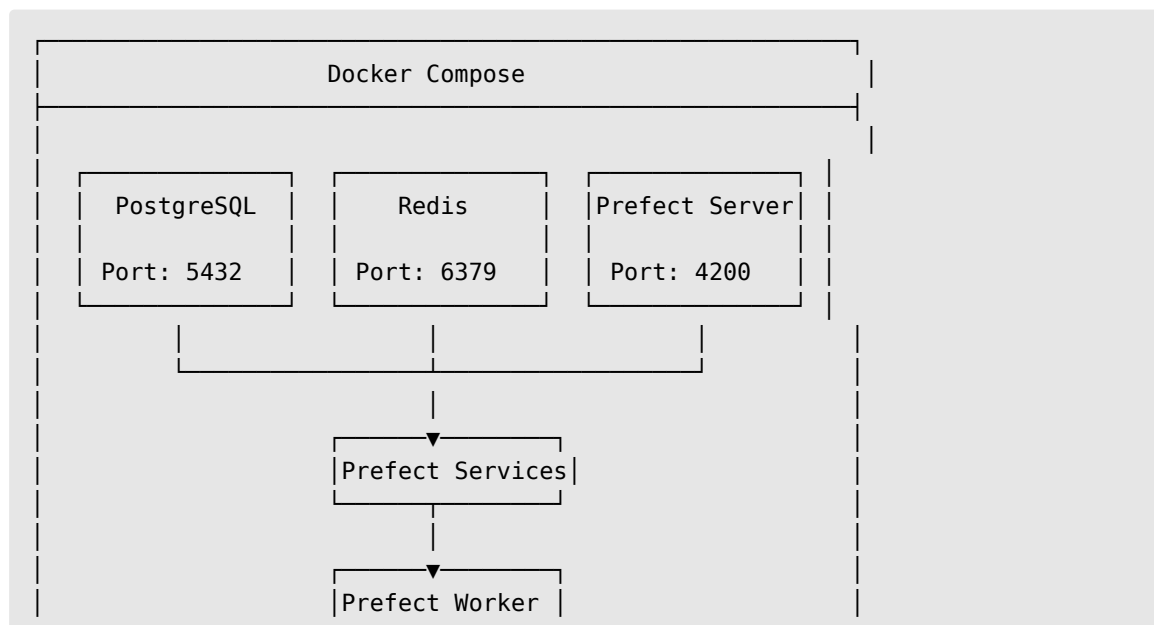 Docker Compose
PostgreSQL Redis Prefect Server
Port: 5432 Port: 6379 Port: 4200
Prefect Services
Prefect Worker